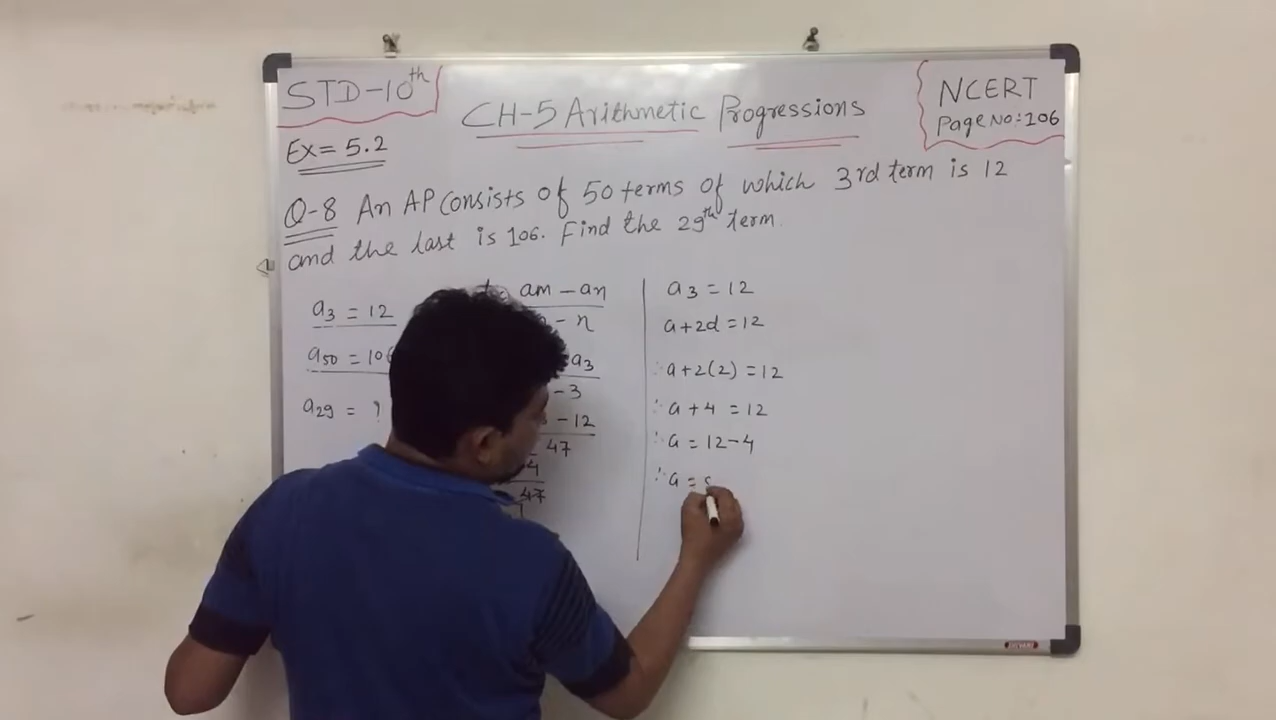 STD-10th
CH-5 Arithmetic Progressions
NCERT
Page No: 106
Ex = 5.2
Q-8 An AP consists of 50 terms of which 3rd term is 12
and the last is 106. Find the 29th term.
a3 = 12
a50 = 106
a29 = ?
am - an
- n
a3
- 3
- 12
47
4
47
a3 = 12
a + 2d = 12
∴ a + 2(2) = 12
∴ a + 4 = 12
∴ a = 12 - 4
∴ a =